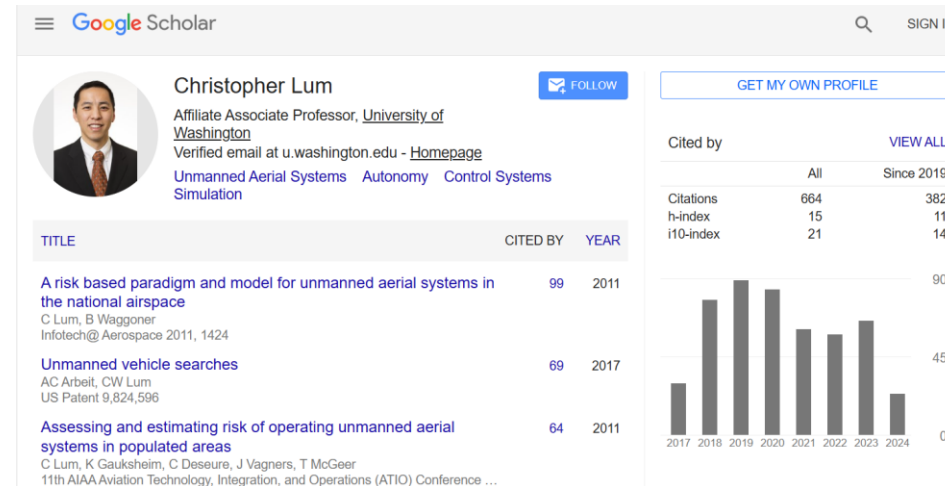 Google Scholar
SIGN I
Christopher Lum
FOLLOW
Affiliate Associate Professor, University of
Washington
Verified email at u.washington.edu - Homepage
Unmanned Aerial Systems Autonomy Control Systems
Simulation
TITLE CITED BY YEAR
A risk based paradigm and model for unmanned aerial systems in 99 2011
the national airspace
C Lum, B Waggoner
Infotech@ Aerospace 2011, 1424
Unmanned vehicle searches 69 2017
AC Arbeit, CW Lum
US Patent 9,824,596
Assessing and estimating risk of operating unmanned aerial 64 2011
systems in populated areas
C Lum, K Gauksheim, C Deseure, J Vagners, T McGeer
11th AIAA Aviation Technology, Integration, and Operations (ATIO) Conference …
GET MY OWN PROFILE
Cited by VIEW ALL
All Since 2019
Citations 664 382
h-index 15 11
i10-index 21 14
90
45
0
2017 2018 2019 2020 2021 2022 2023 2024